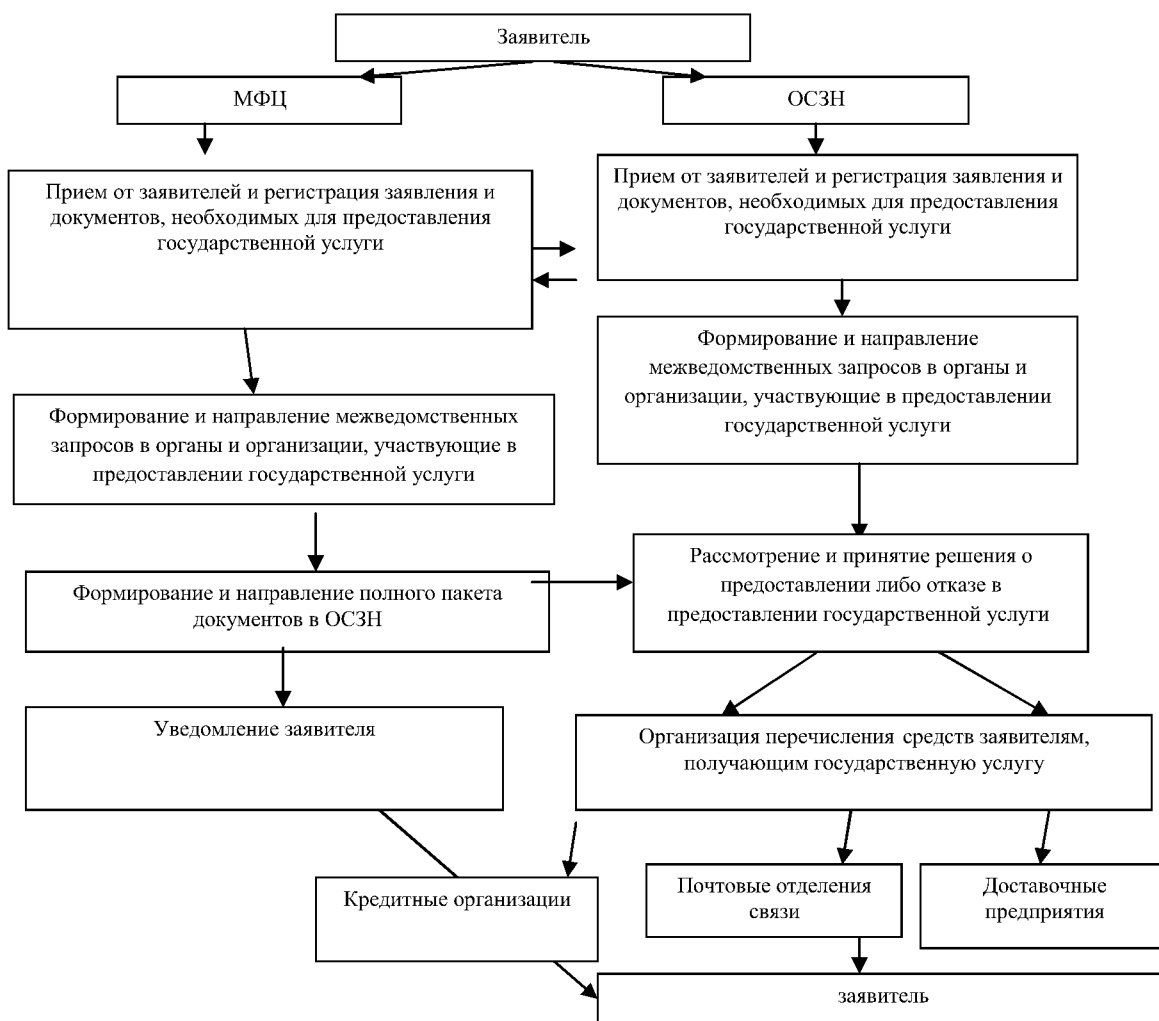 Заявитель
МФЦ
ОСЗН
Прием от заявителей и регистрация заявления и
документов, необходимых для предоставления
государственной услуги
Прием от заявителей и регистрация заявления и
документов, необходимых для предоставления
государственной услуги
Формирование и направление
межведомственных запросов в органы и
организации, участвующие в предоставлении
государственной услуги
Формирование и направление межведомственных
запросов в органы и организации, участвующие в
предоставлении государственной услуги
Рассмотрение и принятие решения о
предоставлении либо отказе в
предоставлении государственной услуги
Формирование и направление полного пакета
документов в ОСЗН
Уведомление заявителя
Организация перечисления средств заявителям,
получающим государственную услугу
Кредитные организации
Почтовые отделения
связи
Доставочные
предприятия
заявитель